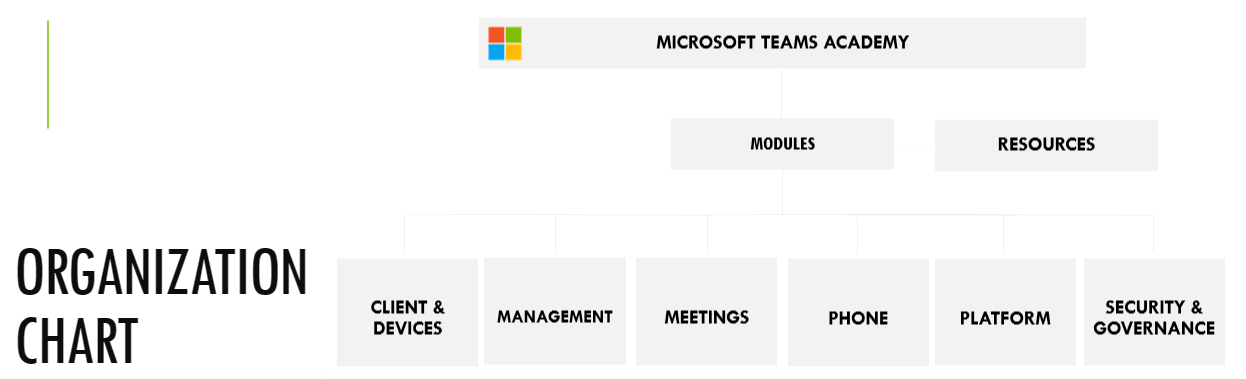 MICROSOFT TEAMS ACADEMY
MODULES
RESOURCES
ORGANIZATION
CHART
CLIENT &
DEVICES
MANAGEMENT
MEETINGS
PHONE
PLATFORM
SECURITY &
GOVERNANCE